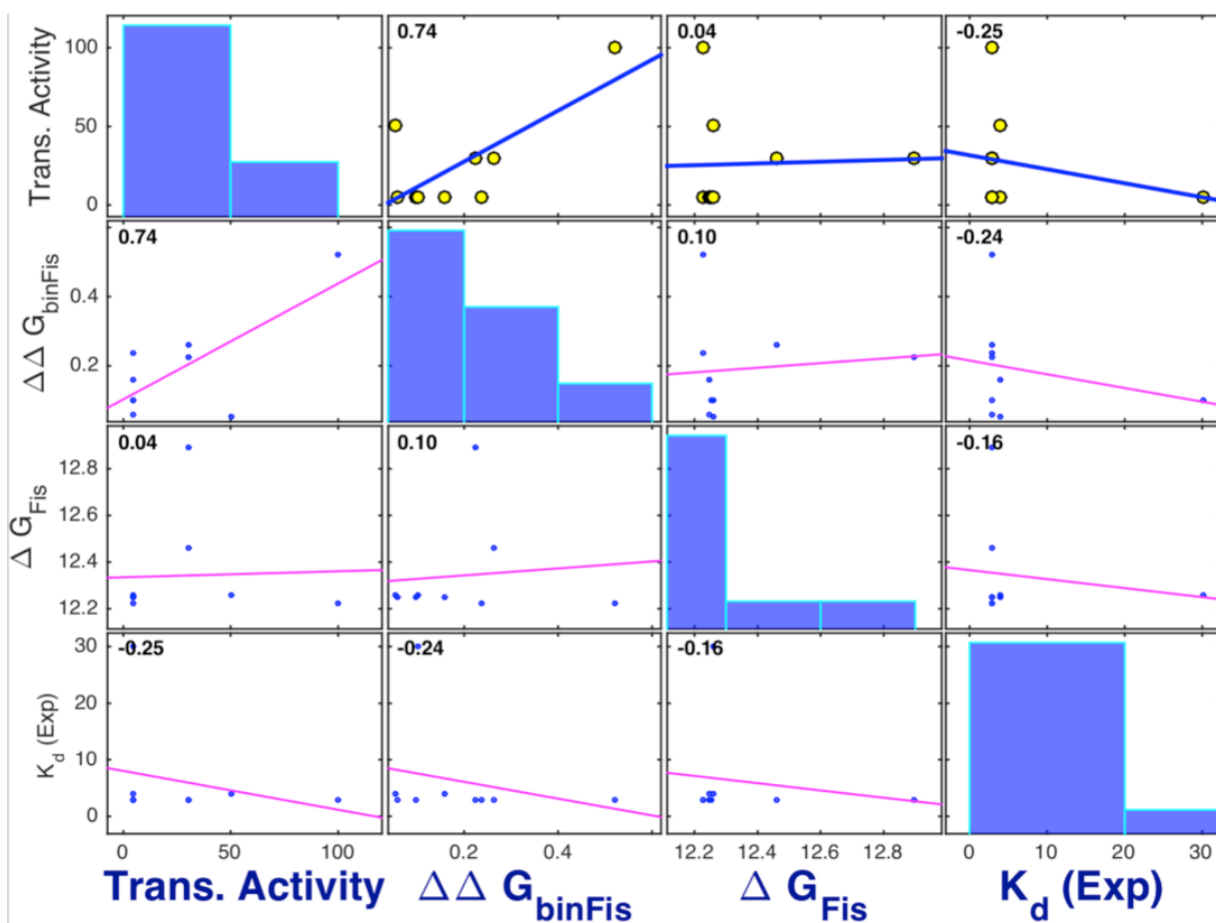 0.74
0.04
-0.25
Trans. Activity
100
50
0
0.74
0.10
-0.24
Δ Δ G_binFis
0.4
0.2
0.04
0.10
-0.16
Δ G_Fis
12.8
12.6
12.4
12.2
-0.25
-0.24
-0.16
K_d (Exp)
30
20
10
0
0 50 100
0.2 0.4
12.2 12.4 12.6 12.8
0 10 20 30
Trans. Activity
Δ Δ G_binFis
Δ G_Fis
K_d (Exp)